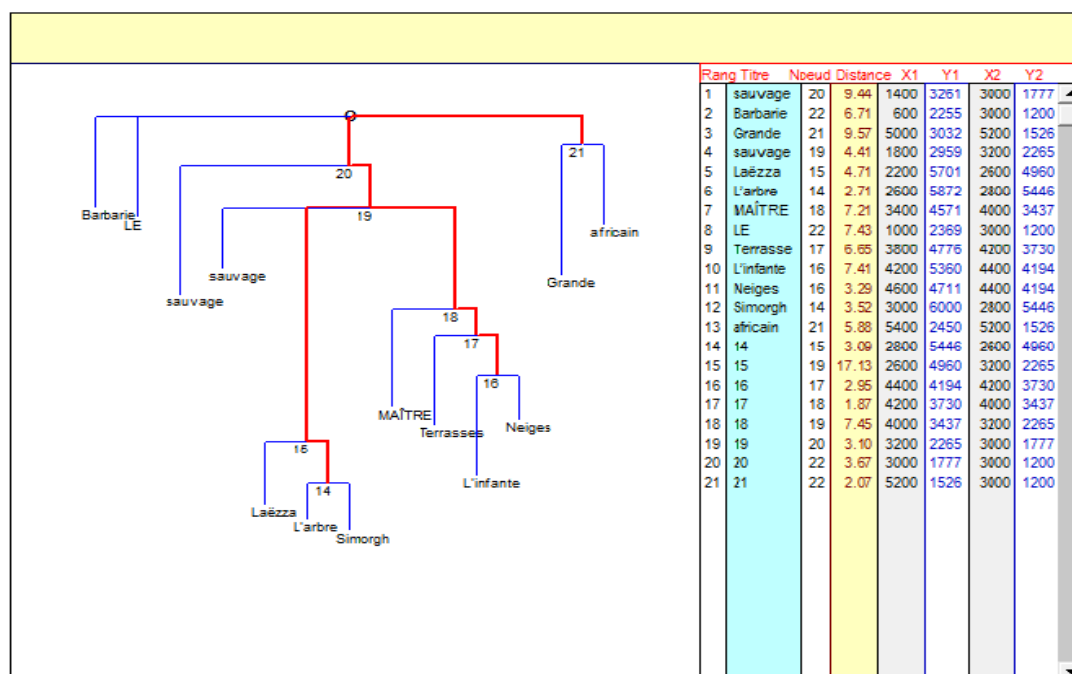 Rang Titre Noeud Distance X1 Y1 X2 Y2
1 sauvage 20 9.44 1400 3261 3000 1777
2 Barbarie 22 6.71 600 2255 3000 1200
3 Grande 21 9.57 5000 3032 5200 1526
4 sauvage 19 4.41 1800 2959 3200 2265
5 Laëzza 15 4.71 2200 5701 2600 4960
6 L'arbre 14 2.71 2600 5872 2800 5446
7 MAÎTRE 18 7.21 3400 4571 4000 3437
8 LE 22 7.43 1000 2369 3000 1200
9 Terrasse 17 6.65 3800 4776 4200 3730
10 L'infante 16 7.41 4200 5360 4400 4194
11 Neiges 16 3.29 4600 4711 4400 4194
12 Simorgh 14 3.52 3000 6000 2800 5446
13 africain 21 5.88 5400 2450 5200 1526
14 14 15 3.09 2800 5446 2600 4960
15 15 19 17.13 2600 4960 3200 2265
16 16 17 2.95 4400 4194 4200 3730
17 17 18 1.87 4200 3730 4000 3437
18 18 19 7.45 4000 3437 3200 2265
19 19 20 3.10 3200 2265 3000 1777
20 20 22 3.67 3000 1777 3000 1200
21 21 22 2.07 5200 1526 3000 1200
21
20
Barbarie
LE
19
africain
sauvage
Grande
sauvage
18
17
16
MAÎTRE
Terrasses
Neiges
15
L'infante
14
Laëzza
L'arbre
Simorgh